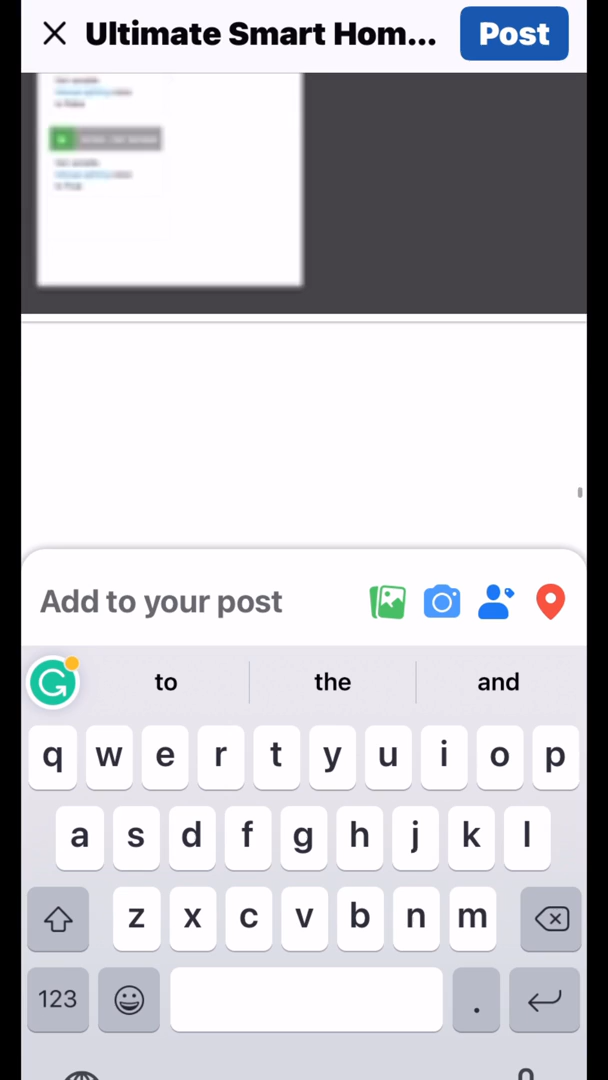 Ultimate Smart Hom...
Post
Add to your post
to
the
and
q w e r t y u i o p
a s d f g h j k l
z x c v b n m
123
.